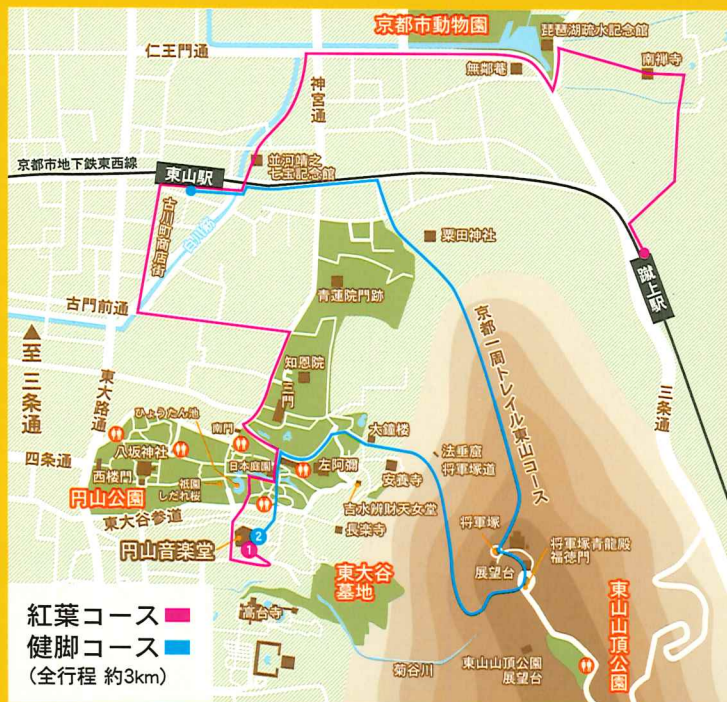 京都市動物園
琵琶湖疏水記念館
仁王門通
無鄰菴
南禅寺
神宮通
並河靖之
七宝記念館
京都市地下鉄東西線
東山駅
白川筋
古川町商店街
粟田神社
青蓮院門跡
蹴上駅
古門前通
▲至 三条通
東大路通
知恩院
三門
京都一周トレイル東山コース
三条通
ひょうたん池
南門
大鐘楼
四条通
八坂神社
日本庭園
左阿彌
法垂窟
将軍塚道
西楼門
祇園
しだれ桜
安養寺
円山公園
東大谷参道
吉水辨財天女堂
長楽寺
円山音楽堂
2
1
将軍塚
展望台
将軍塚青龍殿
福徳門
東大谷
墓地
高台寺
東山山頂公園
菊谷川
東山山頂公園
展望台
紅葉コース
健脚コース
(全行程 約3km)